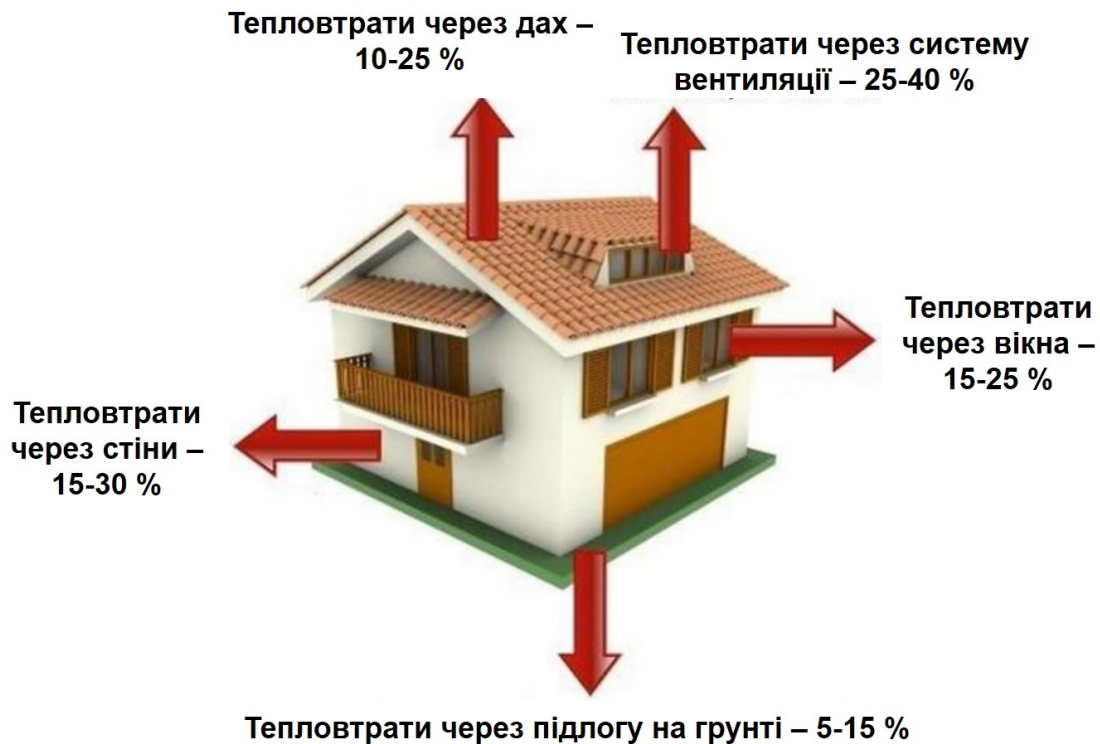 Тепловтрати через дах –
10-25 %
Тепловтрати через систему
вентиляції – 25-40 %
Тепловтрати
через вікна –
15-25 %
Тепловтрати
через стіни –
15-30 %
Тепловтрати через підлогу на грунті – 5-15 %